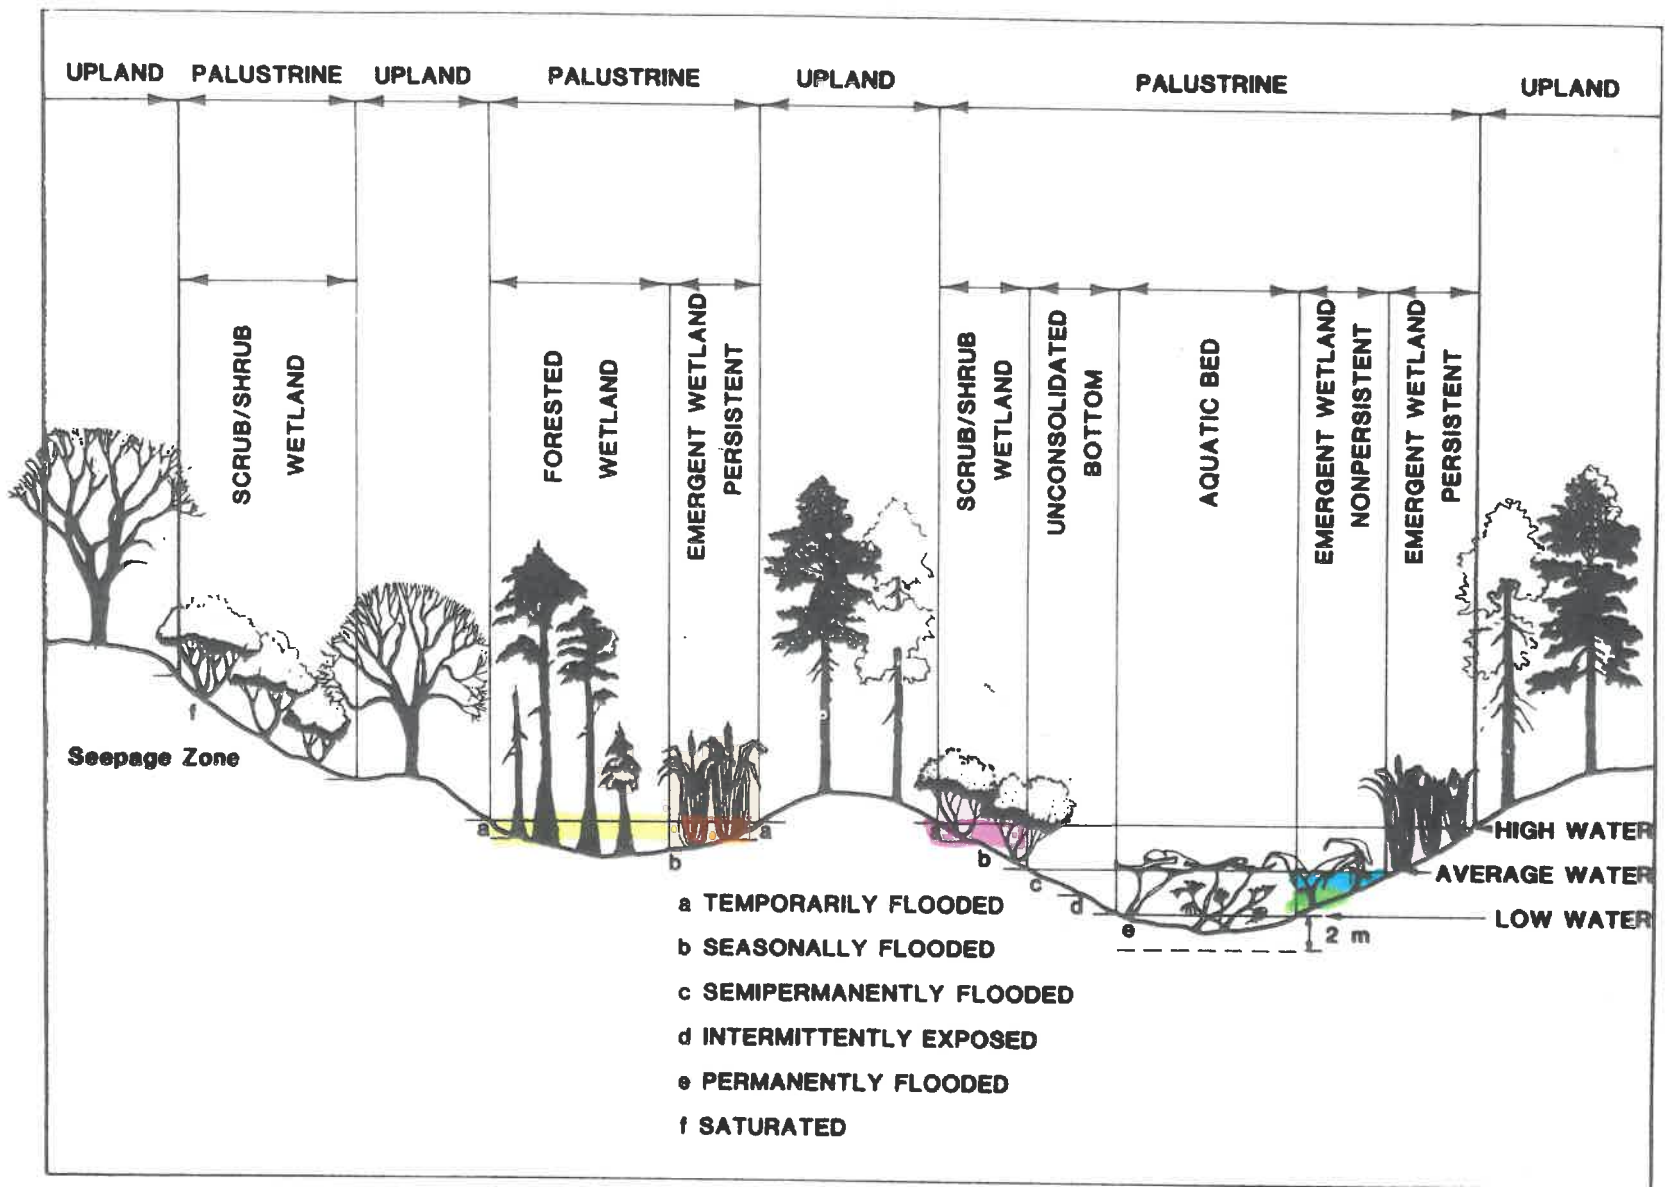 UPLAND PALUSTRINE UPLAND PALUSTRINE UPLAND PALUSTRINE UPLAND
SCRUB/SHRUB
WETLAND
FORESTED
WETLAND
EMERGENT WETLAND
PERSISTENT
SCRUB/SHRUB
WETLAND
UNCONSOLIDATED
BOTTOM
AQUATIC BED
EMERGENT WETLAND
NONPERSISTENT
EMERGENT WETLAND
PERSISTENT
f
Seepage Zone
a
a
b
b
c
d
e
HIGH WATER
AVERAGE WATER
LOW WATER
2 m
a TEMPORARILY FLOODED
b SEASONALLY FLOODED
c SEMIPERMANENTLY FLOODED
d INTERMITTENTLY EXPOSED
e PERMANENTLY FLOODED
f SATURATED